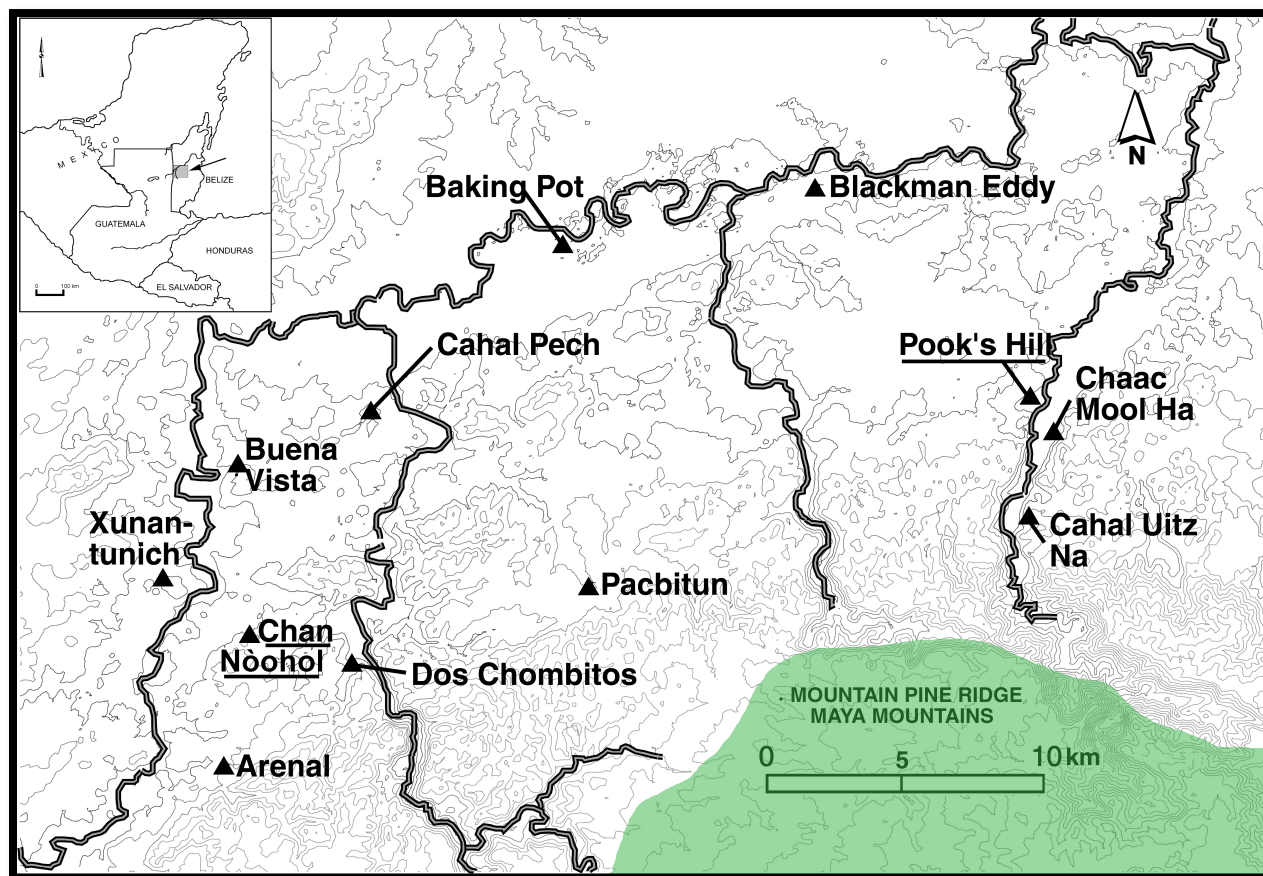 MEXICO
BELIZE
GUATEMALA
HONDURAS
EL SALVADOR
0 100 km
N
Baking Pot
Blackman Eddy
Cahal Pech
Pook's Hill
Chaac
Mool Ha
Buena
Vista
Xunan-
tunich
Cahal Uitz
Na
Pacbitun
Chan
Nòohol
Dos Chombitos
MOUNTAIN PINE RIDGE
MAYA MOUNTAINS
Arenal
0 5 10 km